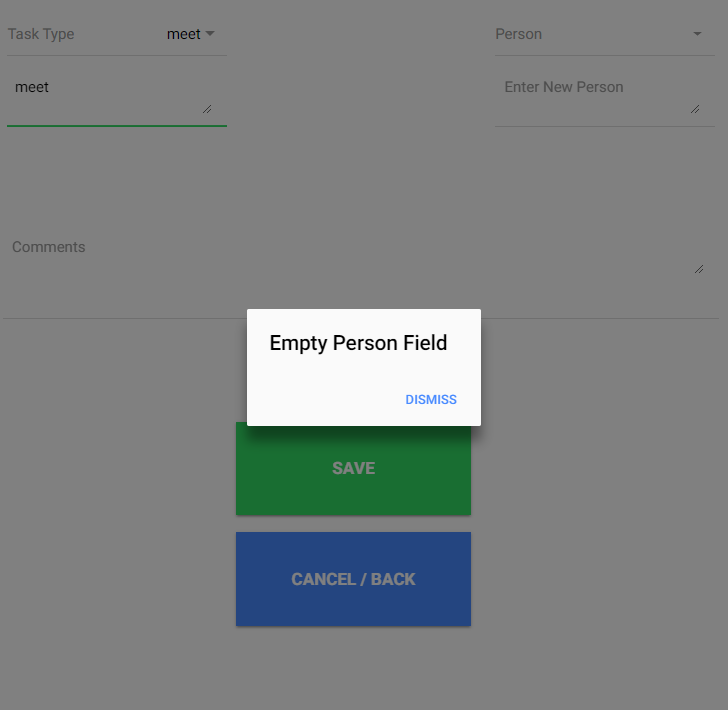 Task Type meet Person
meet Enter New Person
Comments
Empty Person Field
DISMISS
SAVE
CANCEL / BACK